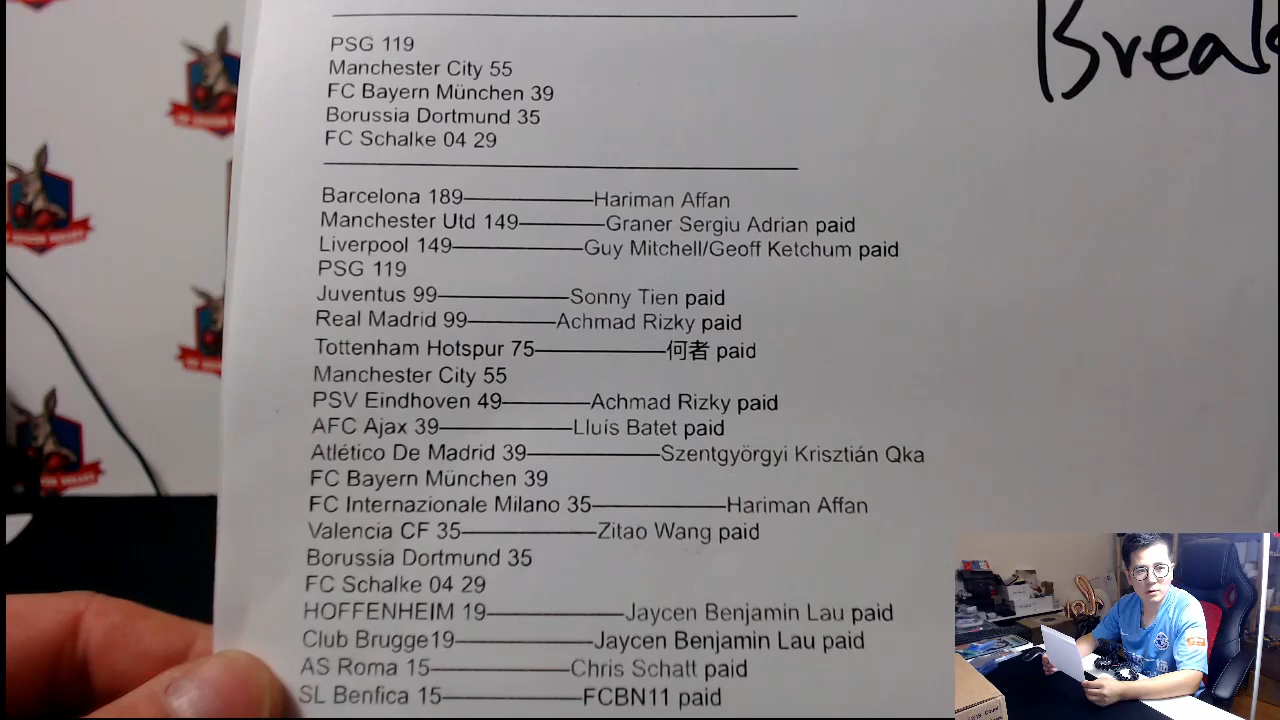 Break
PSG 119
Manchester City 55
FC Bayern München 39
Borussia Dortmund 35
FC Schalke 04 29
Barcelona 189————Hariman Affan
Manchester Utd 149————Graner Sergiu Adrian paid
Liverpool 149————Guy Mitchell/Geoff Ketchum paid
PSG 119
Juventus 99————Sonny Tien paid
Real Madrid 99————Achmad Rizky paid
Tottenham Hotspur 75————何者 paid
Manchester City 55
PSV Eindhoven 49————Achmad Rizky paid
AFC Ajax 39————Lluís Batet paid
Atlético De Madrid 39————Szentgyörgyi Krisztián Qka
FC Bayern München 39
FC Internazionale Milano 35————Hariman Affan
Valencia CF 35————Zitao Wang paid
Borussia Dortmund 35
FC Schalke 04 29
HOFFENHEIM 19————Jaycen Benjamin Lau paid
Club Brugge19————Jaycen Benjamin Lau paid
AS Roma 15————Chris Schatt paid
SL Benfica 15————FCBN11 paid